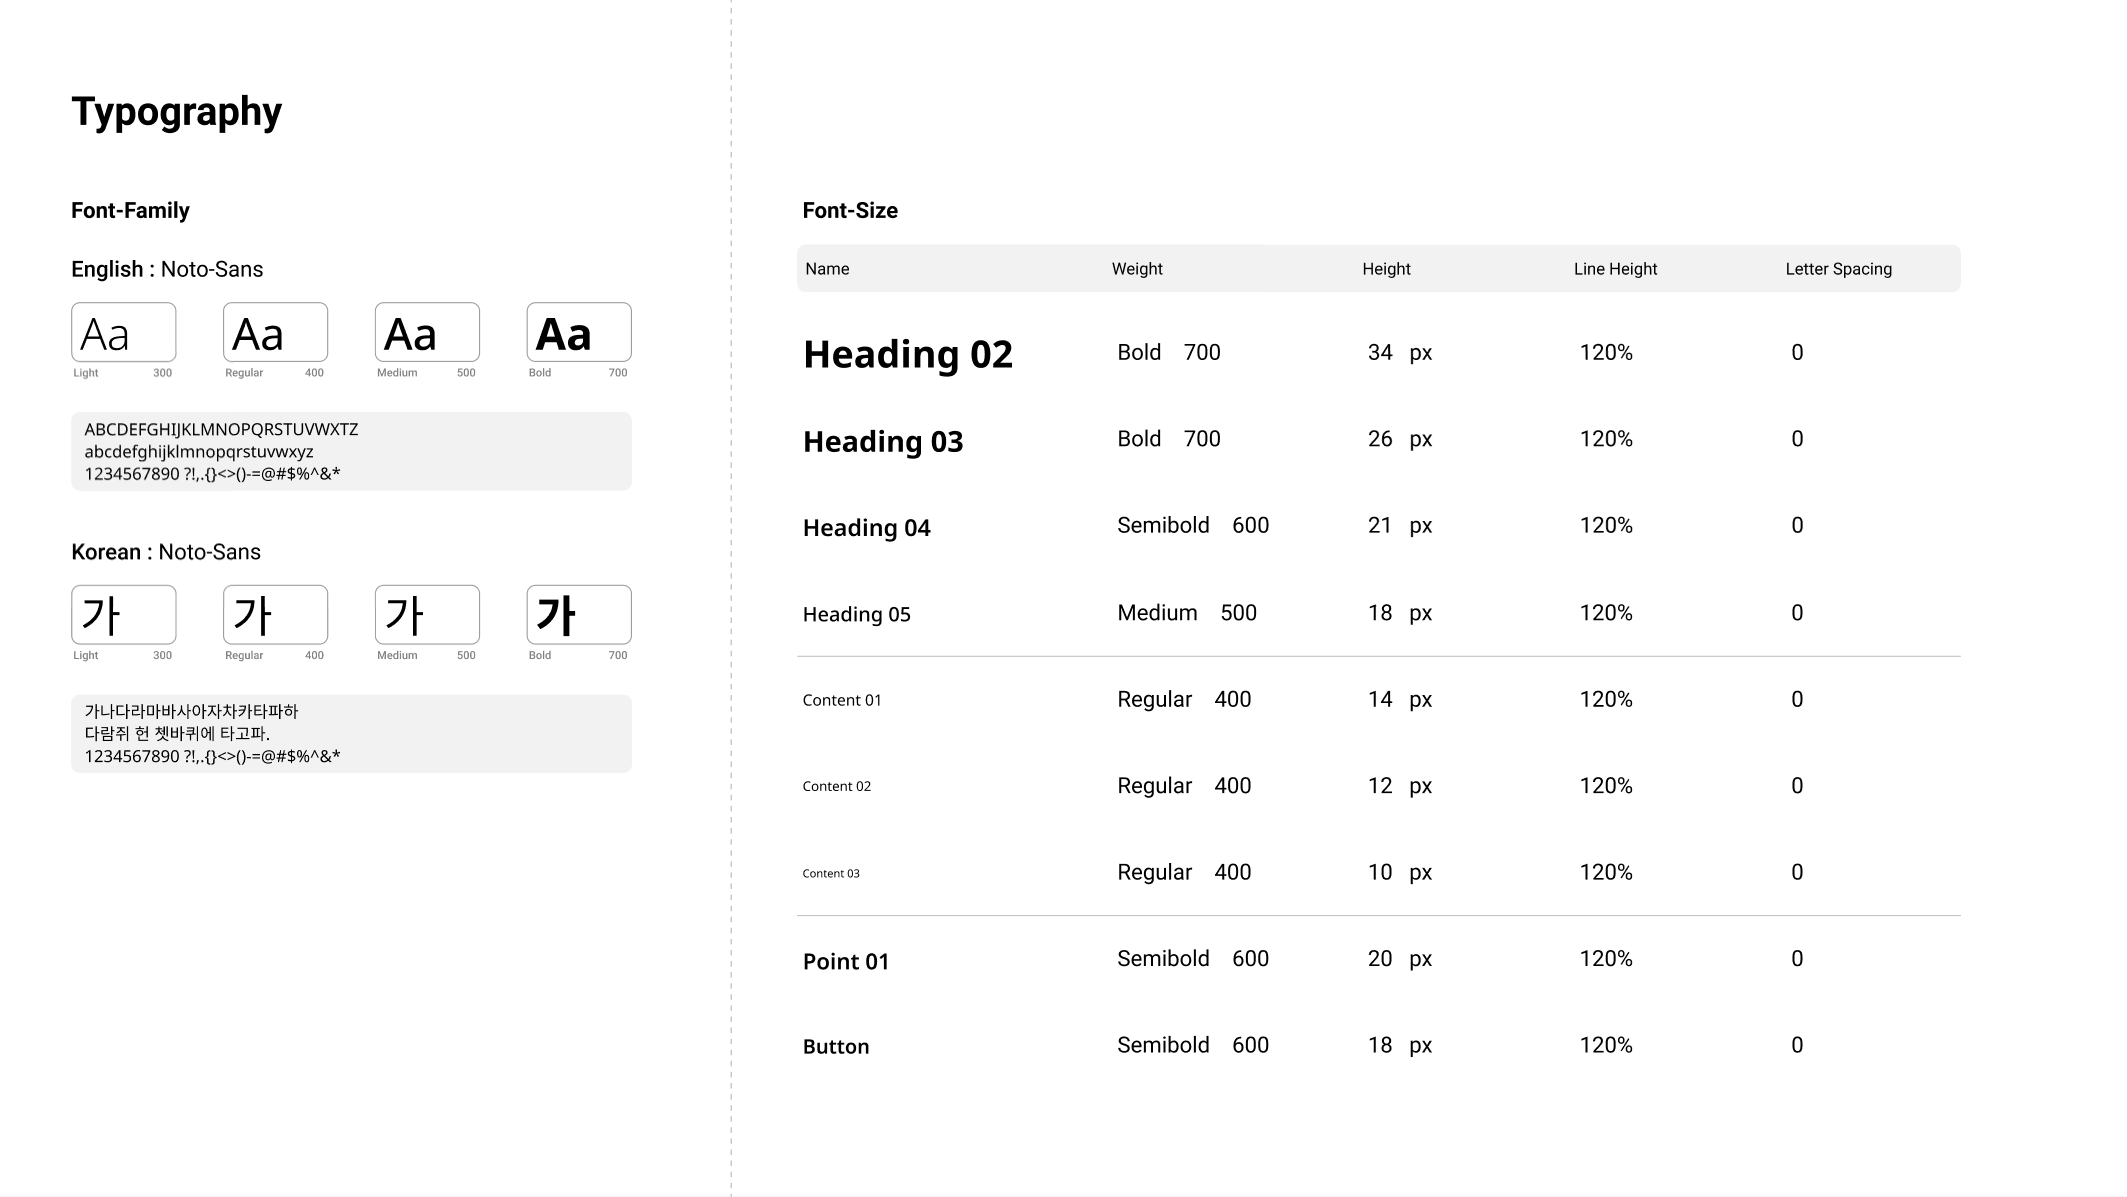 Typography
Font-Family
English : Noto-Sans
Aa Aa Aa Aa
Light 300 Regular 400 Medium 500 Bold 700
ABCDEFGHIJKLMNOPQRSTUVWXTZ
abcdefghijklmnopqrstuvwxyz
1234567890 ?!,.{}<>()-=@#$%^&*
Korean : Noto-Sans
가 가 가 가
Light 300 Regular 400 Medium 500 Bold 700
가나다라마바사아자차카타파하
다람쥐 헌 쳇바퀴에 타고파.
1234567890 ?!,.{}<>()-=@#$%^&*
Font-Size
Name Weight Height Line Height Letter Spacing
Heading 02 Bold 700 34 px 120% 0
Heading 03 Bold 700 26 px 120% 0
Heading 04 Semibold 600 21 px 120% 0
Heading 05 Medium 500 18 px 120% 0
Content 01 Regular 400 14 px 120% 0
Content 02 Regular 400 12 px 120% 0
Content 03 Regular 400 10 px 120% 0
Point 01 Semibold 600 20 px 120% 0
Button Semibold 600 18 px 120% 0